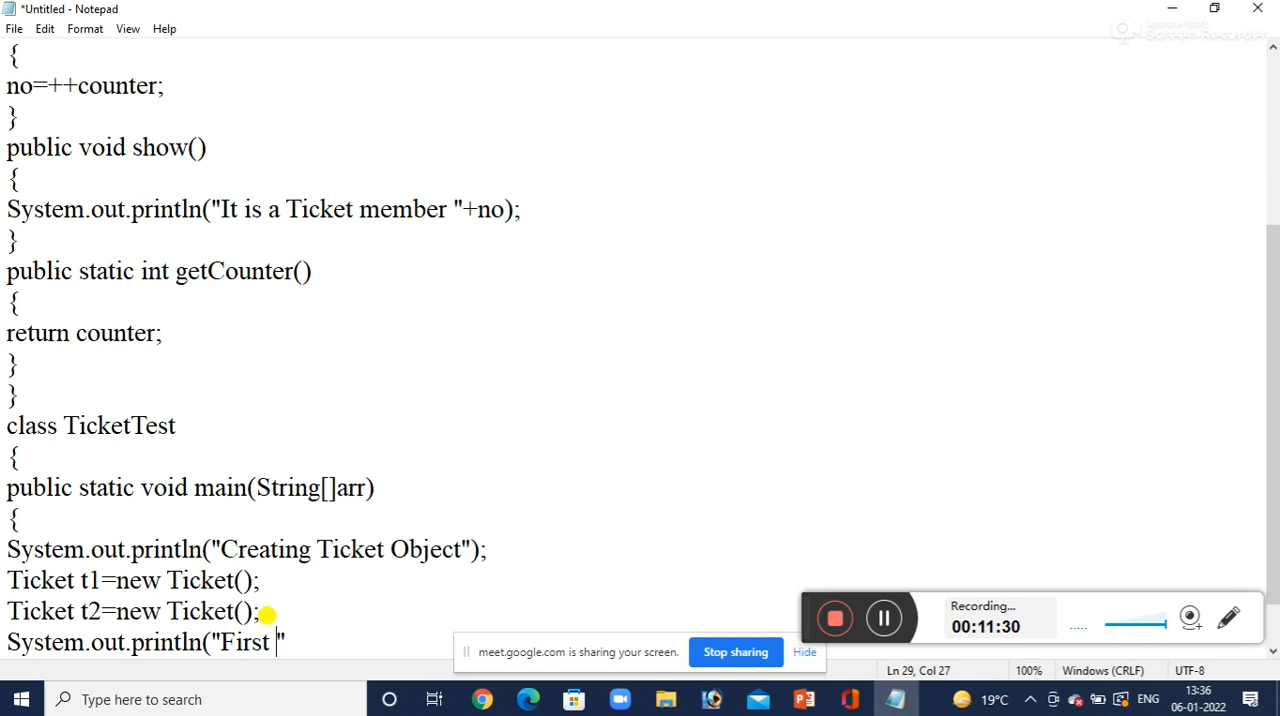 *Untitled - Notepad
File Edit Format View Help
Apowersoft
Screen Recorder
{
no=++counter;
}
public void show()
{
System.out.println("It is a Ticket member "+no);
}
public static int getCounter()
{
return counter;
}
}
class TicketTest
{
public static void main(String[]arr)
{
System.out.println("Creating Ticket Object");
Ticket t1=new Ticket();
Ticket t2=new Ticket();
System.out.println("First "
Recording...
00:11:30
meet.google.com is sharing your screen. Stop sharing Hide
Ln 29, Col 27 100% Windows (CRLF) UTF-8
Type here to search
19°C ENG 13:36
06-01-2022